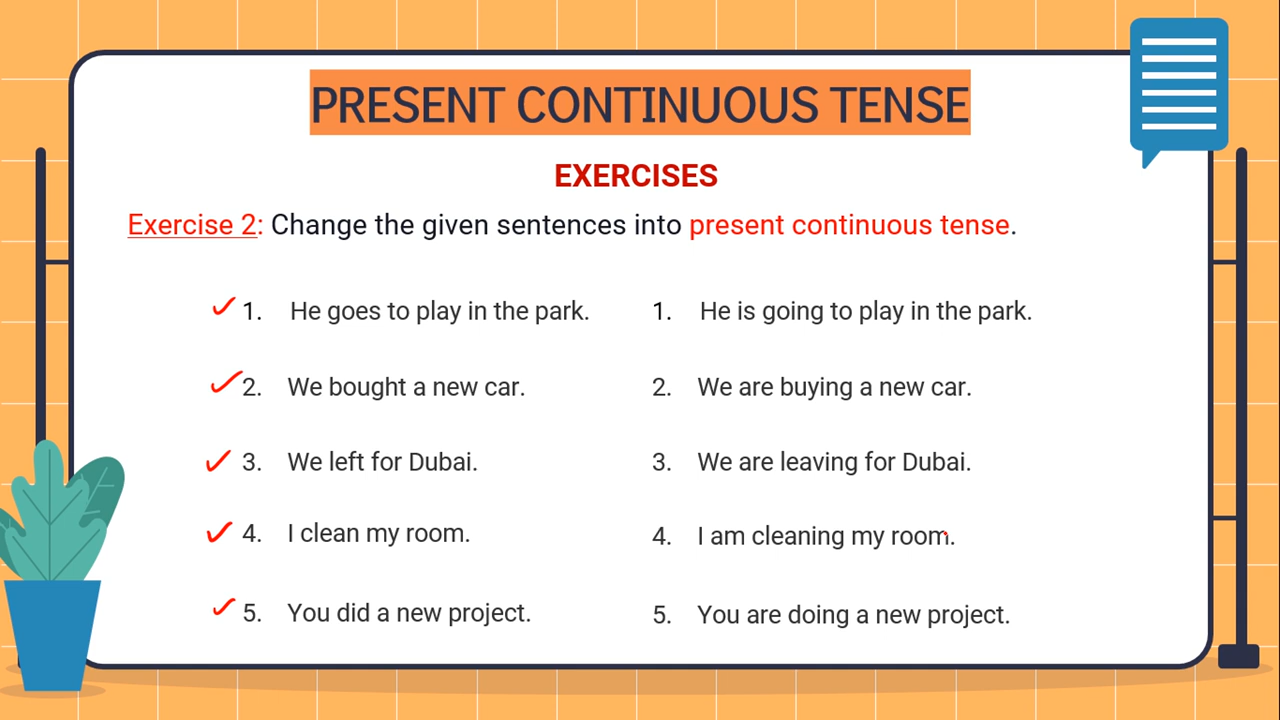 PRESENT CONTINUOUS TENSE
EXERCISES
Exercise 2: Change the given sentences into present continuous tense.
1. He goes to play in the park.
1. He is going to play in the park.
2. We bought a new car.
2. We are buying a new car.
3. We left for Dubai.
3. We are leaving for Dubai.
4. I clean my room.
4. I am cleaning my room.
5. You did a new project.
5. You are doing a new project.